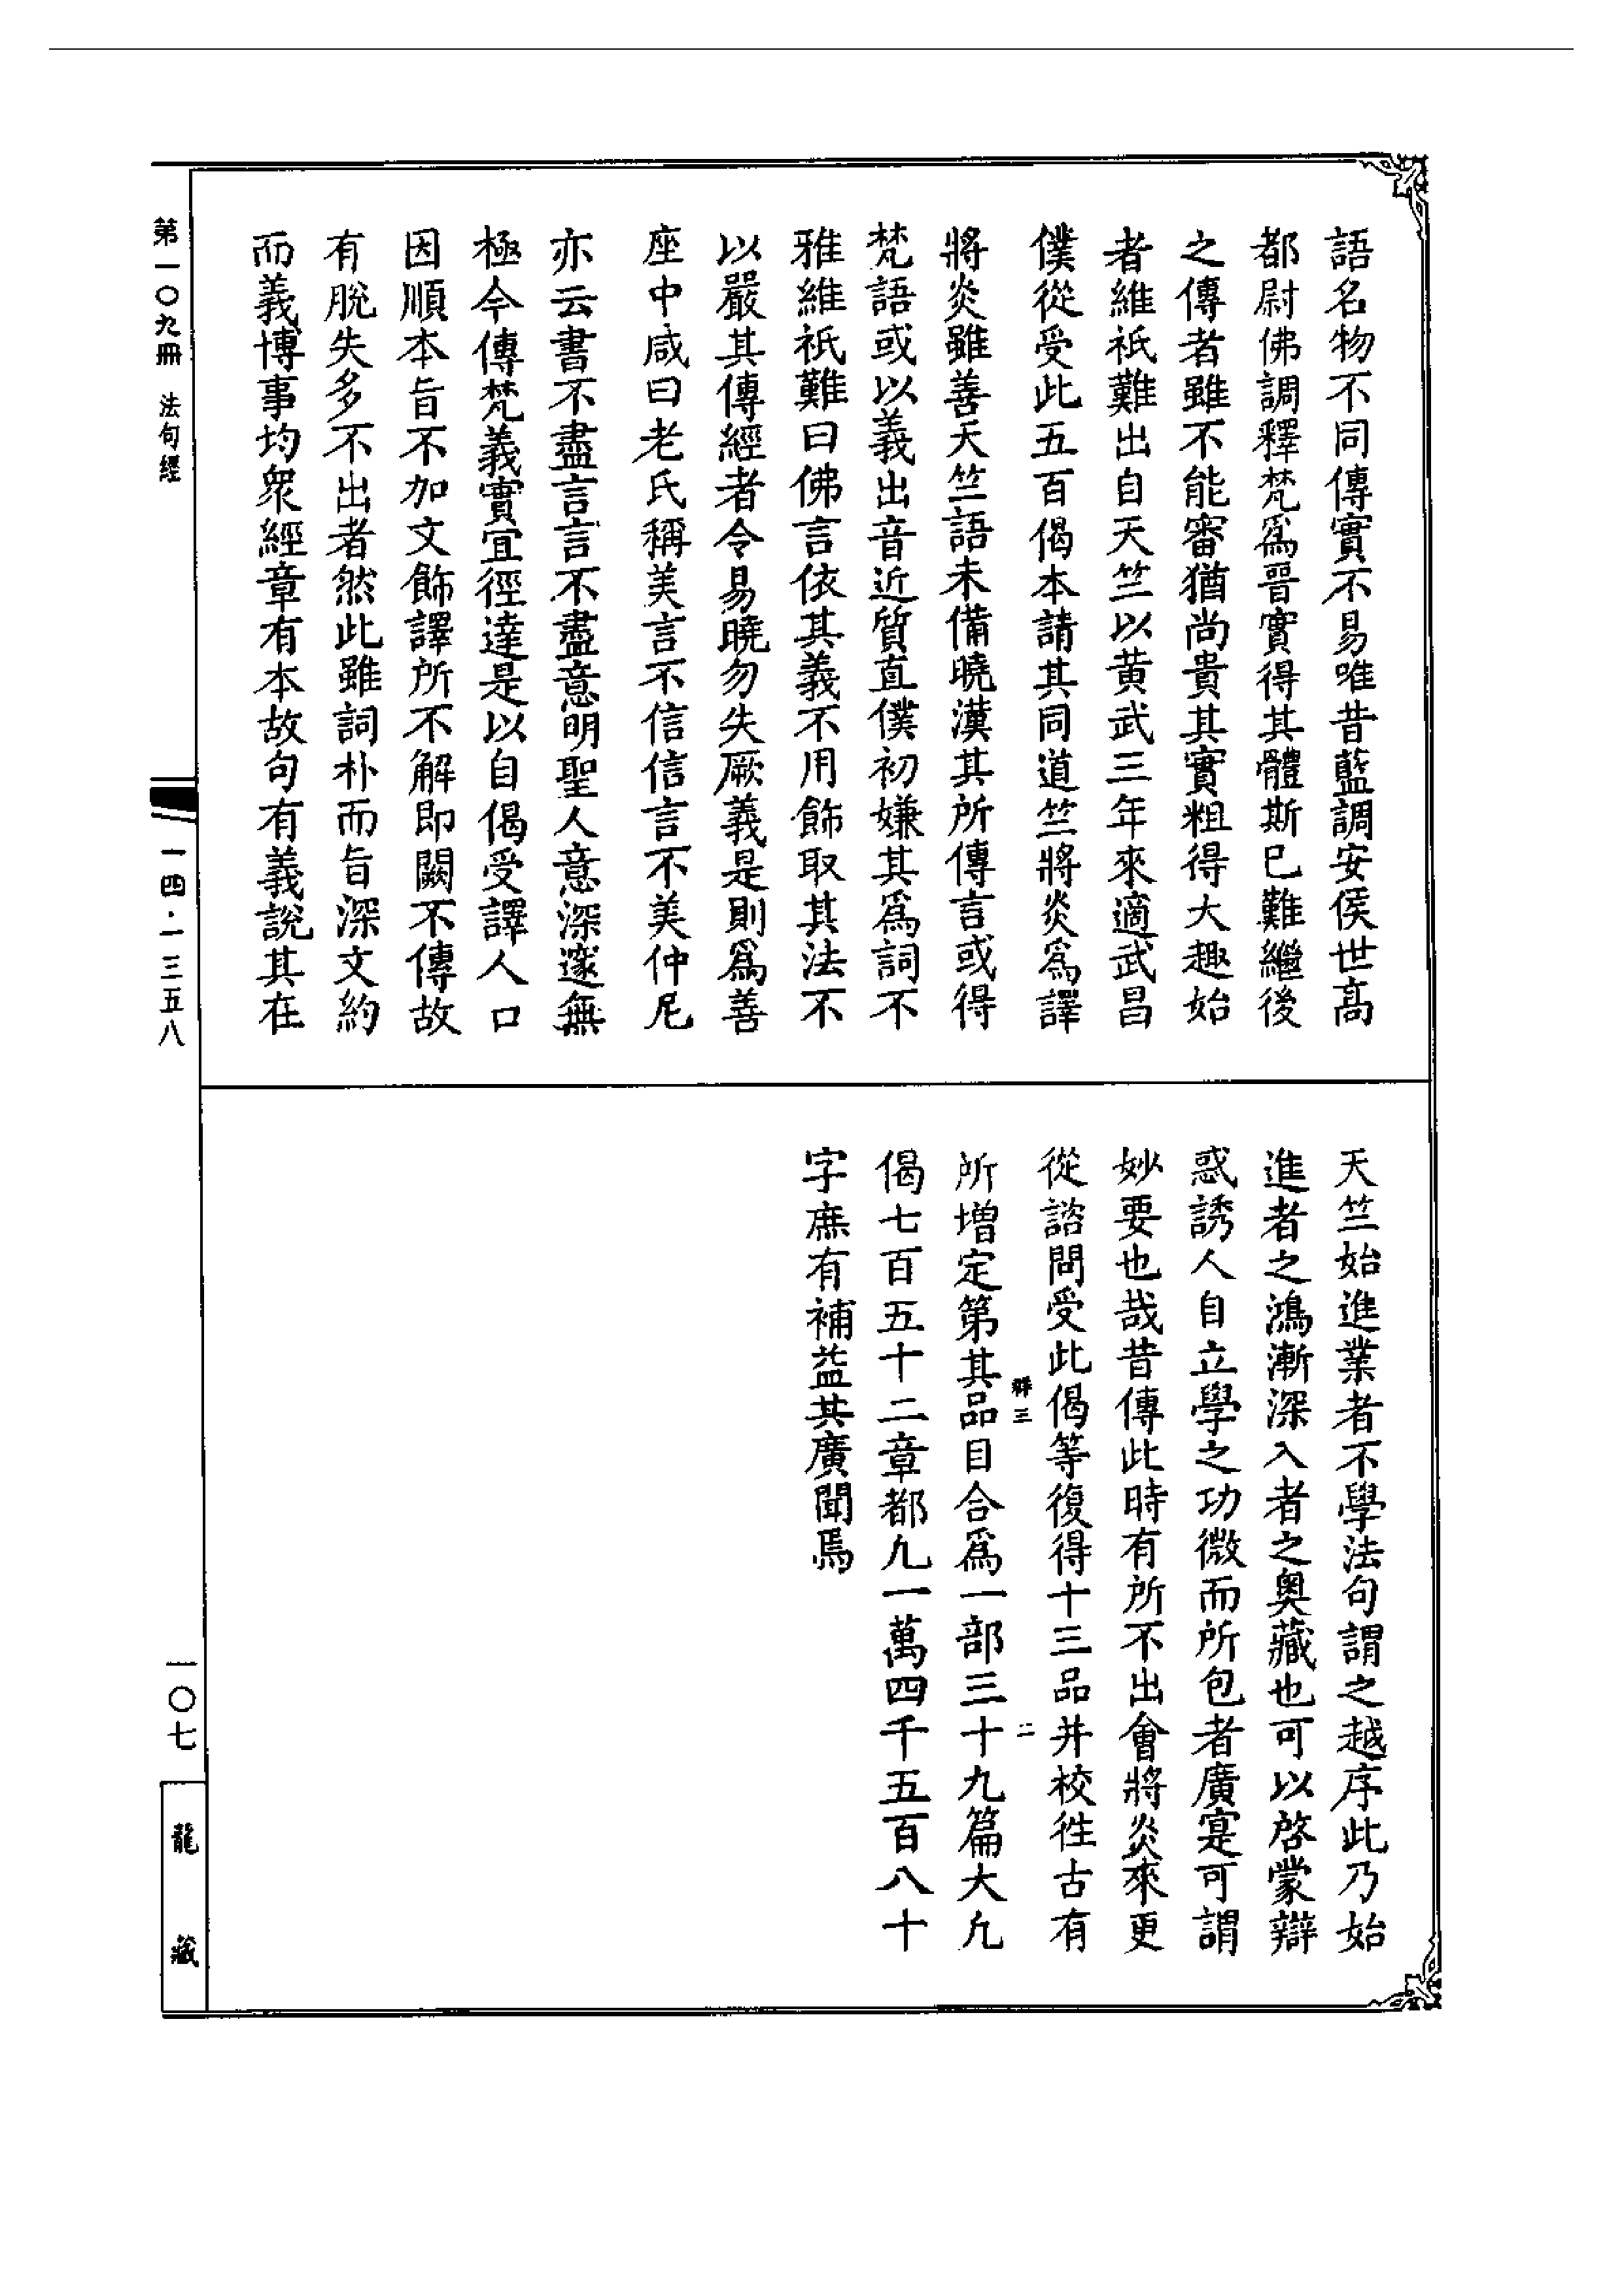 語名物不同傳實不易唯昔藍調安侯世高
都尉佛調釋梵爲晉實得其體斯已難繼後
之傳者雖不能審猶尚貴其實粗得大趣始
者維祇難出自天竺以黃武三年來適武昌
僕從受此五百偈本請其同道竺將炎爲譯
將炎雖善天竺語未備曉漢其所傳言或得
梵語或以義出音近質直僕初嫌其爲詞不
雅維祇難曰佛言依其義不用飾取其法不
以嚴其傳經者令易曉勿失厥義是則爲善
座中咸曰老氏稱美言不信信言不美仲尼
亦云書不盡言言不盡意明聖人意深邃無
極今傳梵義實宜徑達是以自偈受譯人口
因順本旨不加文飾譯所不解即闕不傳故
有脫失多不出者然此雖詞朴而旨深文約
而義博事均衆經章有本故句有義說其在
天竺始進業者不學法句謂之越序此乃始
進者之鴻漸深入者之奧藏也可以啓蒙辯
惑誘人自立學之功微而所包者廣寔可謂
妙要也哉昔傳此時有所不出會將炎來更
從諮問受此偈等復得十三品并校徃古有
所增定第其品目合爲一部三十九篇大凢
偈七百五十二章都凢一萬四千五百八十
字庶有補益其廣聞焉
三
二
第一〇九冊 法句經
一四·一三五八
一〇七
龍藏